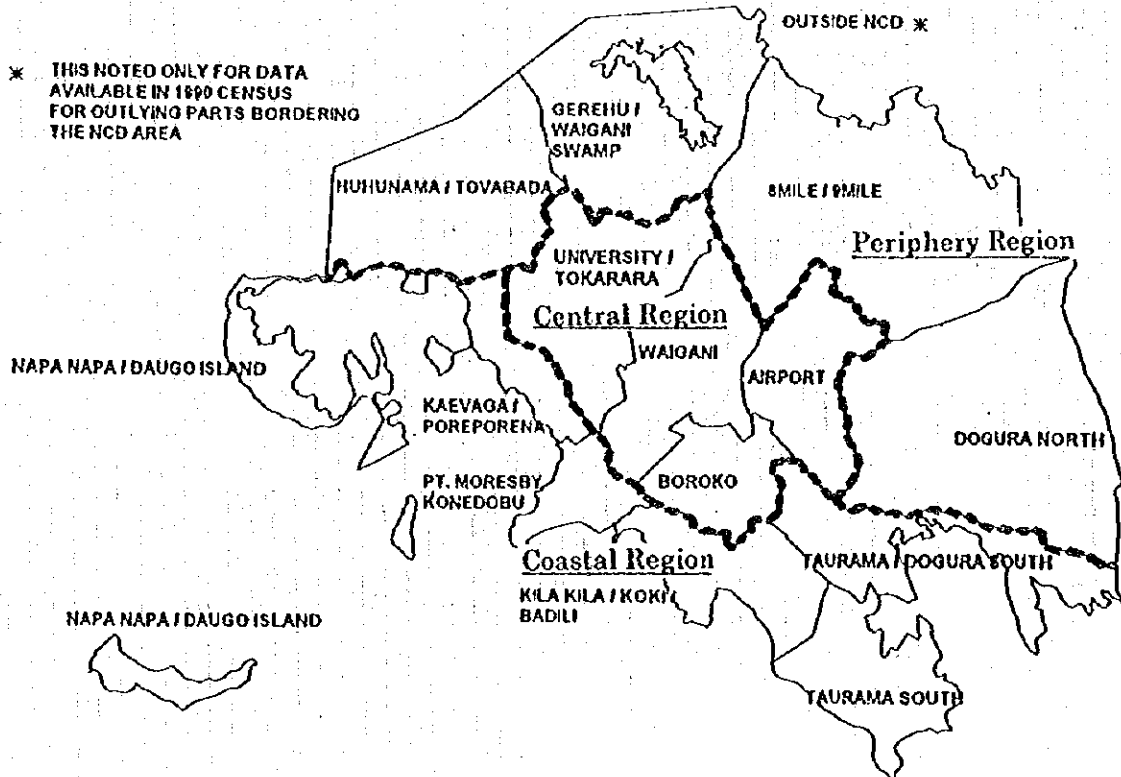 OUTSIDE NCD *
* THIS NOTED ONLY FOR DATA
AVAILABLE IN 1990 CENSUS
FOR OUTLYING PARTS BORDERING
THE NCD AREA
GEREHU /
WAIGANI
SWAMP
HUHUNAMA / TOVABADA
8MILE / 9MILE
Periphery Region
UNIVERSITY /
TOKARARA
Central Region
WAIGANI
NAPA NAPA / DAUGO ISLAND
AIRPORT
KAEVAGA /
POREPORENA
DOGURA NORTH
PT. MORESBY
KONEDOBU
BOROKO
Coastal Region
TAURAMA / DOGURA SOUTH
KILA KILA / KOKI /
BADILI
NAPA NAPA / DAUGO ISLAND
TAURAMA SOUTH